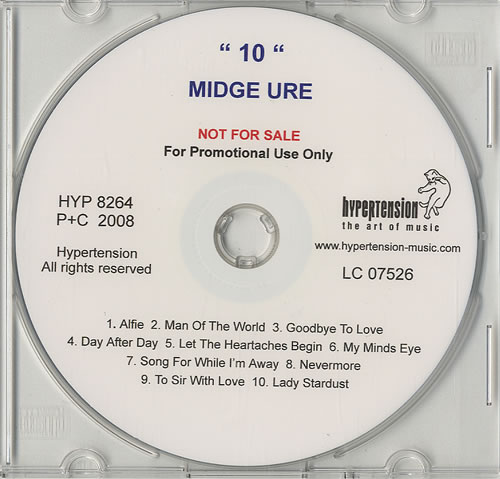 “ 10 “
MIDGE URE
NOT FOR SALE
For Promotional Use Only
HYP 8264
P+C 2008
Hypertension
All rights reserved
hypertension
the art of music
www.hypertension-music.com
LC 07526
1. Alfie 2. Man Of The World 3. Goodbye To Love
4. Day After Day 5. Let The Heartaches Begin 6. My Minds Eye
7. Song For While I'm Away 8. Nevermore
9. To Sir With Love 10. Lady Stardust